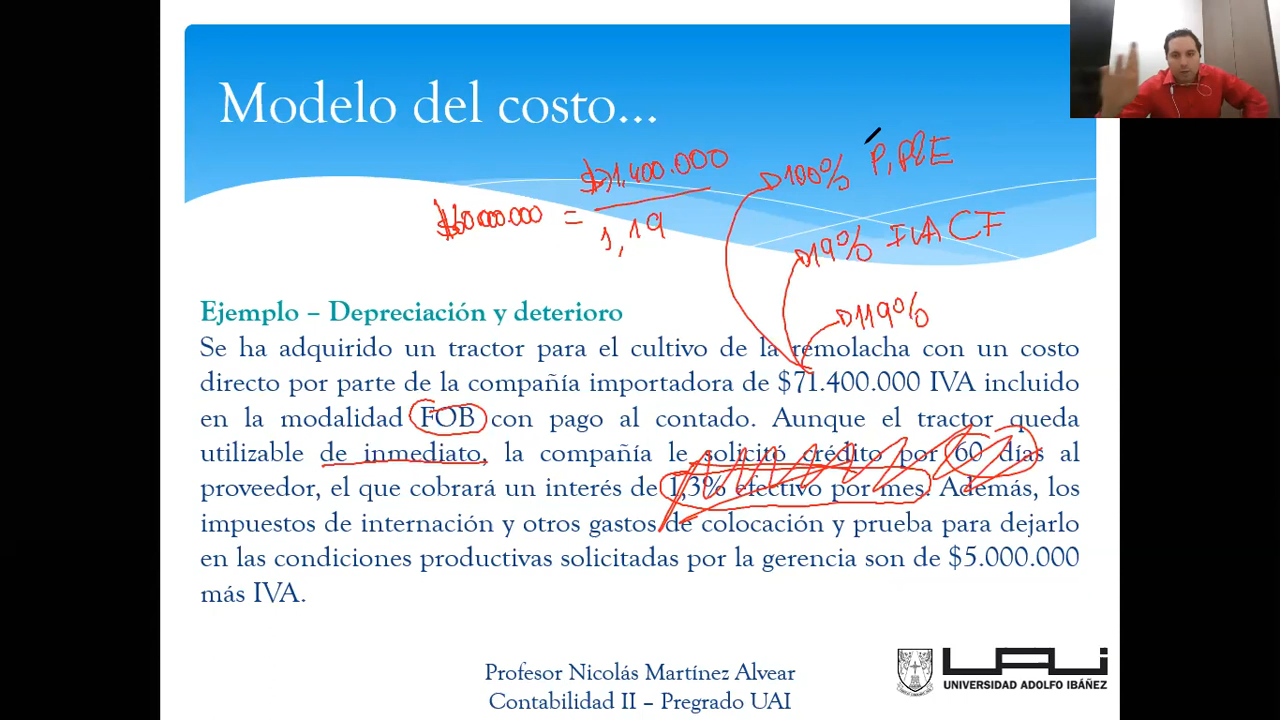 Modelo del costo...
$71.400.000
$60.000.000 =
1,19
100% P,P&E
19% IVA CF
119%
Ejemplo – Depreciación y deterioro
Se ha adquirido un tractor para el cultivo de la remolacha con un costo
directo por parte de la compañía importadora de $71.400.000 IVA incluido
en la modalidad FOB con pago al contado. Aunque el tractor queda
utilizable de inmediato, la compañía le solicitó crédito por 60 días al
proveedor, el que cobrará un interés de 1,3% efectivo por mes. Además, los
impuestos de internación y otros gastos de colocación y prueba para dejarlo
en las condiciones productivas solicitadas por la gerencia son de $5.000.000
más IVA.
Profesor Nicolás Martínez Alvear
Contabilidad II – Pregrado UAI
UAI
UNIVERSIDAD ADOLFO IBÁÑEZ